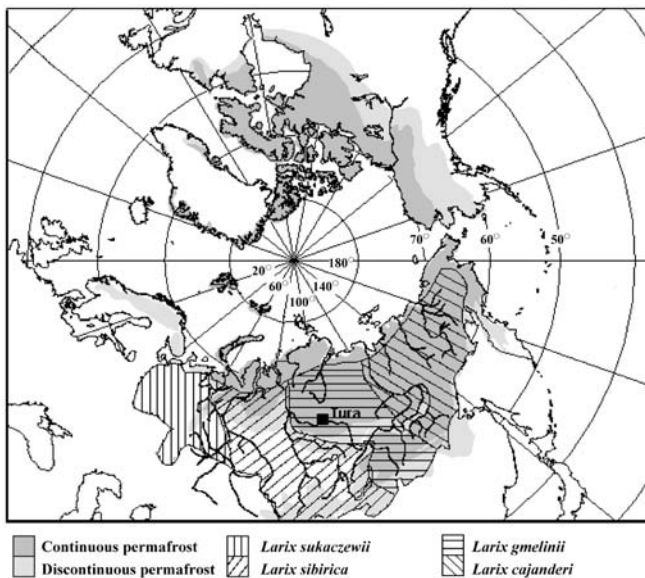 70° 60° 50°
20° 180°
60° 140°
100°
Tura
Continuous permafrost
Discontinuous permafrost
Larix sukaczewii
Larix sibirica
Larix gmelinii
Larix cajanderi